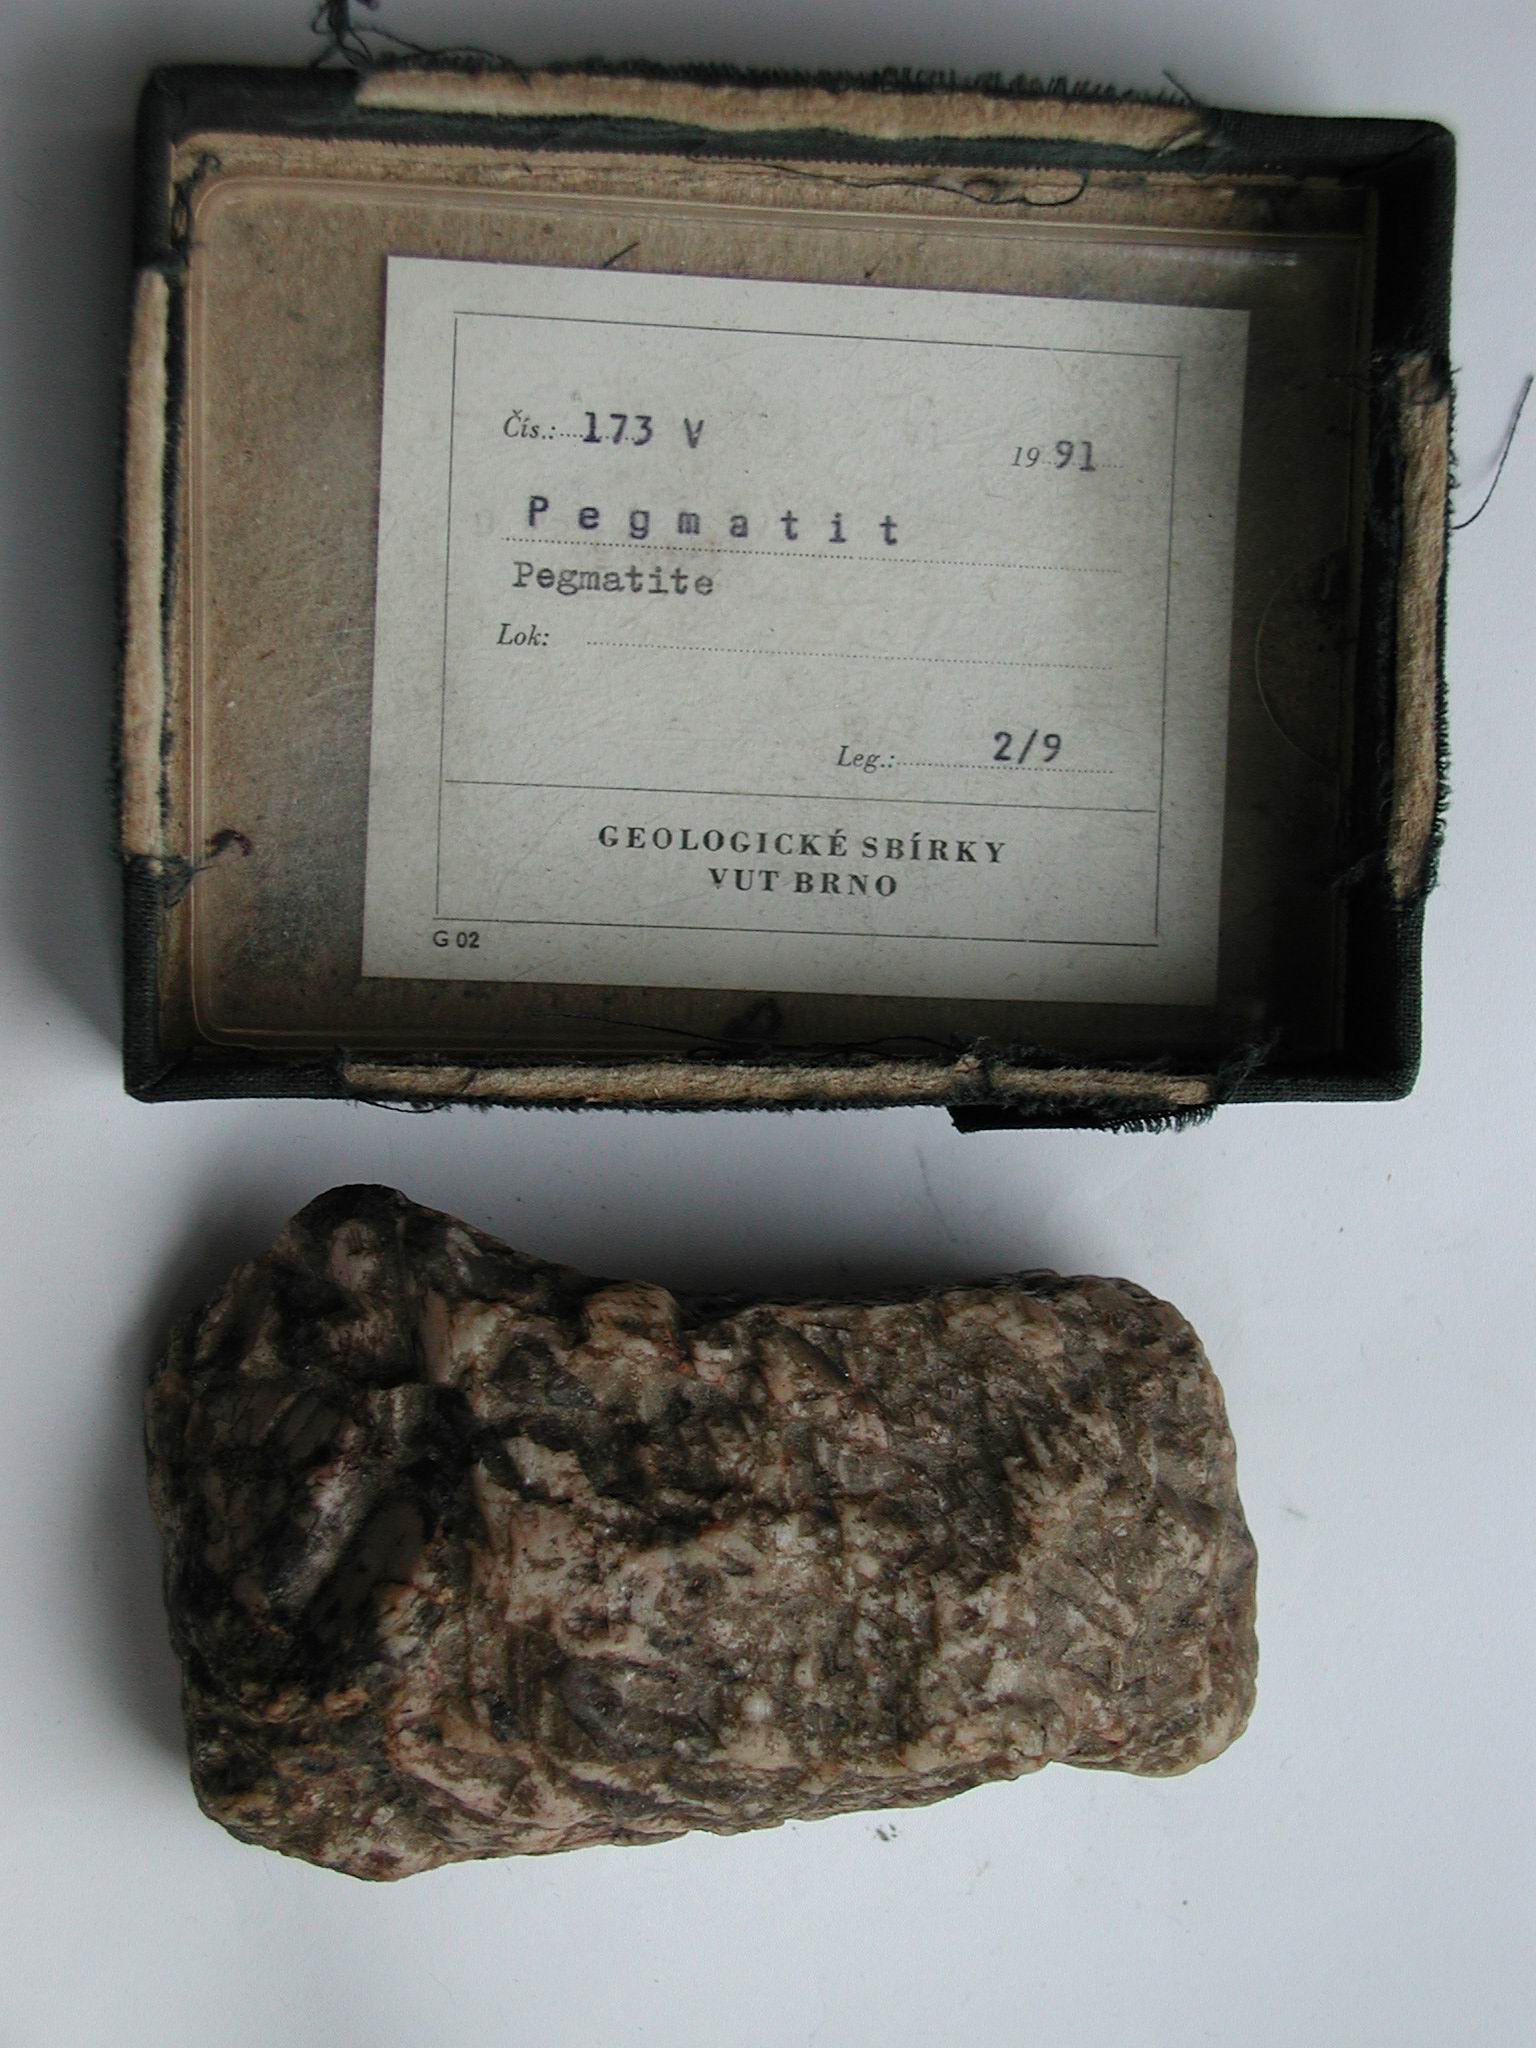 Čís.: 173 V 19 91
Pegmatit
Pegmatite
Lok:
Leg.: 2/9
GEOLOGICKÉ SBÍRKY
VUT BRNO
G 02